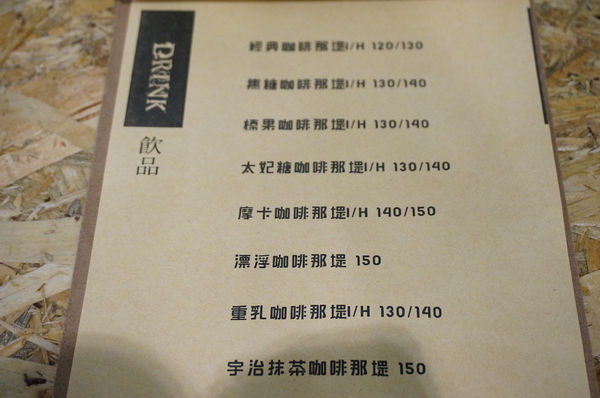 DRINK
飲品
經典咖啡那堤I/H 120/130
焦糖咖啡那堤I/H 130/140
榛果咖啡那堤I/H 130/140
太妃糖咖啡那堤I/H 130/140
摩卡咖啡那堤I/H 140/150
漂浮咖啡那堤 150
重乳咖啡那堤I/H 130/140
宇治抹茶咖啡那堤 150